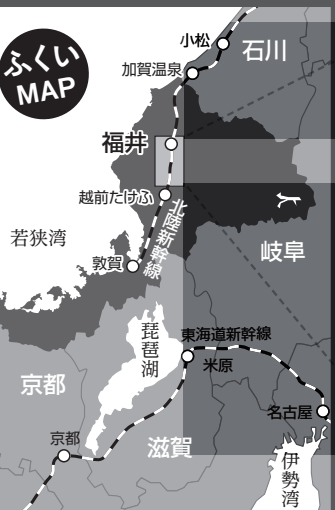 ふくい
MAP
小松
石川
加賀温泉
福井
越前たけふ
北陸新幹線
若狭湾
敦賀
岐阜
琵琶湖
東海道新幹線
米原
京都
名古屋
京都
滋賀
伊勢湾